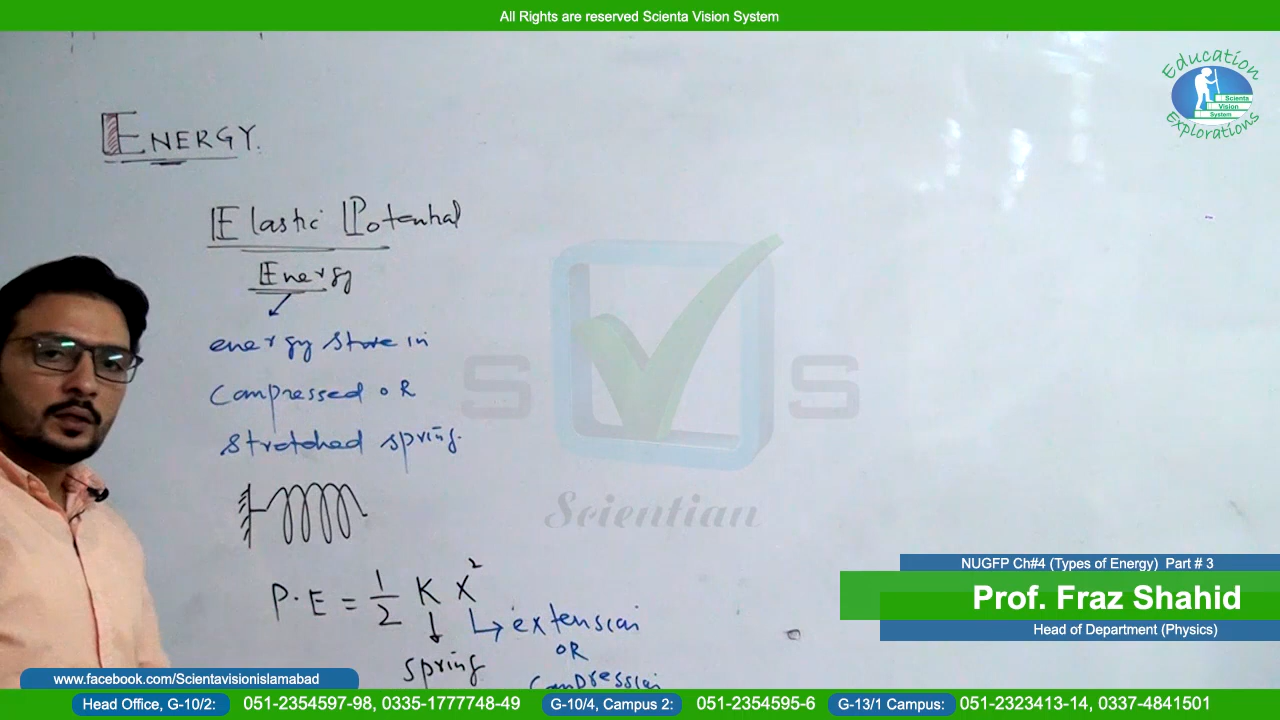 All Rights are reserved Scienta Vision System
Education
Scienta
Vision
System
Explorations
ENERGY.
Elastic Potential
Energy
energy store in
Compressed OR
stretched spring.
P.E = 1/2 K X²
extension
OR
Compression
spring
S S
Scientian
NUGFP Ch#4 (Types of Energy) Part # 3
Prof. Fraz Shahid
Head of Department (Physics)
www.facebook.com/Scientavisionislamabad
Head Office, G-10/2: 051-2354597-98, 0335-1777748-49 G-10/4, Campus 2: 051-2354595-6 G-13/1 Campus: 051-2323413-14, 0337-4841501